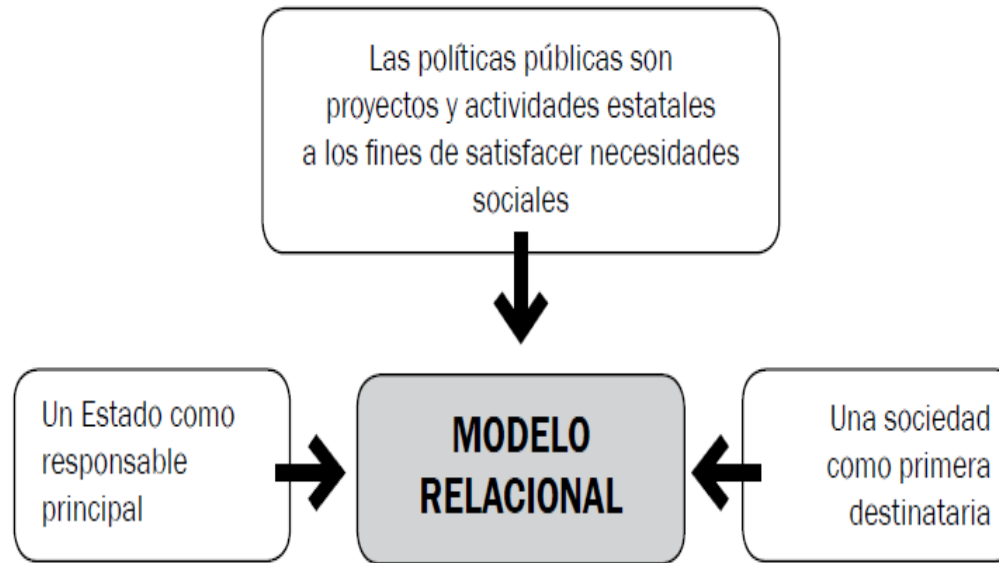 Las políticas públicas son
proyectos y actividades estatales
a los fines de satisfacer necesidades
sociales
Un Estado como
responsable
principal
MODELO
RELACIONAL
Una sociedad
como primera
destinataria